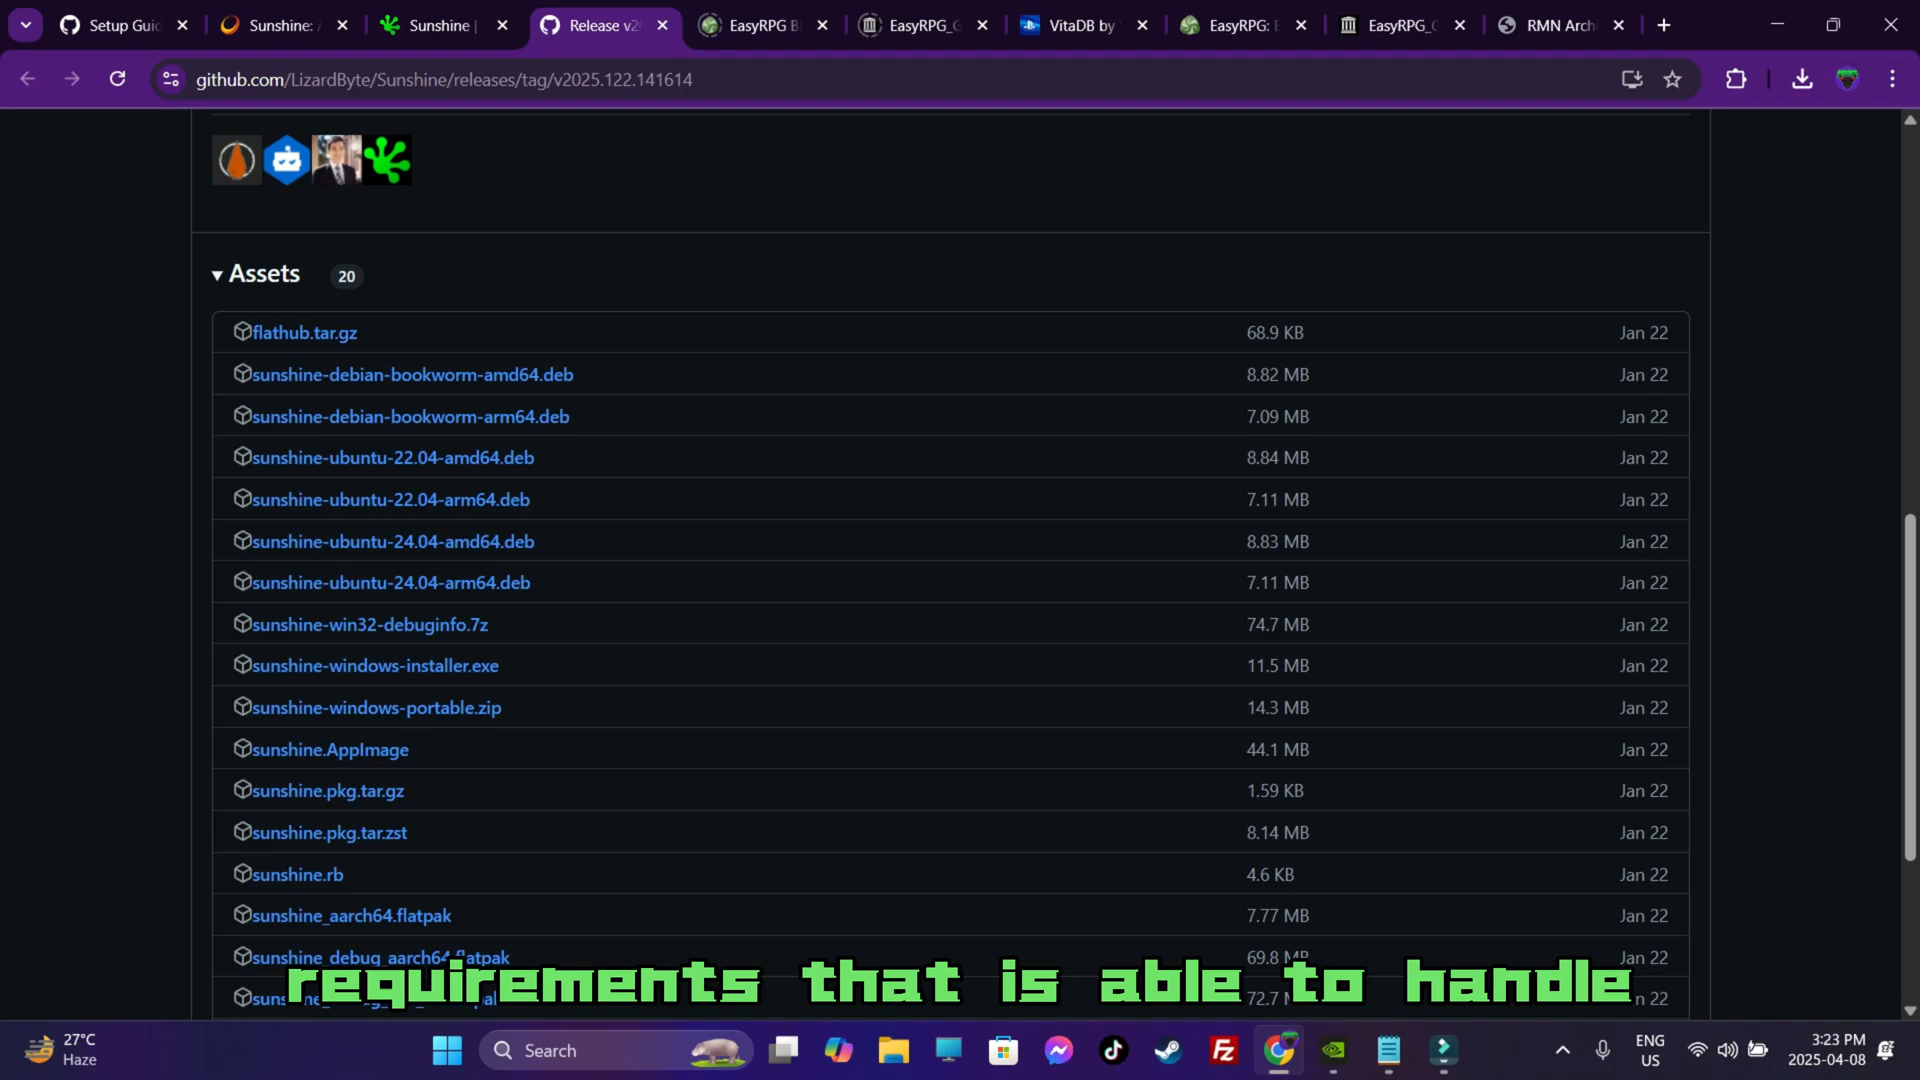 Setup Guid
Sunshine: A
Sunshine |
Release v2
EasyRPG B
EasyRPG_G
VitaDB by
EasyRPG: E
EasyRPG_C
RMN Arch
github.com/LizardByte/Sunshine/releases/tag/v2025.122.141614
Assets 20
flathub.tar.gz 68.9 KB Jan 22
sunshine-debian-bookworm-amd64.deb 8.82 MB Jan 22
sunshine-debian-bookworm-arm64.deb 7.09 MB Jan 22
sunshine-ubuntu-22.04-amd64.deb 8.84 MB Jan 22
sunshine-ubuntu-22.04-arm64.deb 7.11 MB Jan 22
sunshine-ubuntu-24.04-amd64.deb 8.83 MB Jan 22
sunshine-ubuntu-24.04-arm64.deb 7.11 MB Jan 22
sunshine-win32-debuginfo.7z 74.7 MB Jan 22
sunshine-windows-installer.exe 11.5 MB Jan 22
sunshine-windows-portable.zip 14.3 MB Jan 22
sunshine.AppImage 44.1 MB Jan 22
sunshine.pkg.tar.gz 1.59 KB Jan 22
sunshine.pkg.tar.zst 8.14 MB Jan 22
sunshine.rb 4.6 KB Jan 22
sunshine_aarch64.flatpak 7.77 MB Jan 22
sunshine_debug_aarch64.flatpak 69.8 MB Jan 22
72.7
requirements that is able to handle
27°C
Haze
Search
ENG
US
3:23 PM
2025-04-08